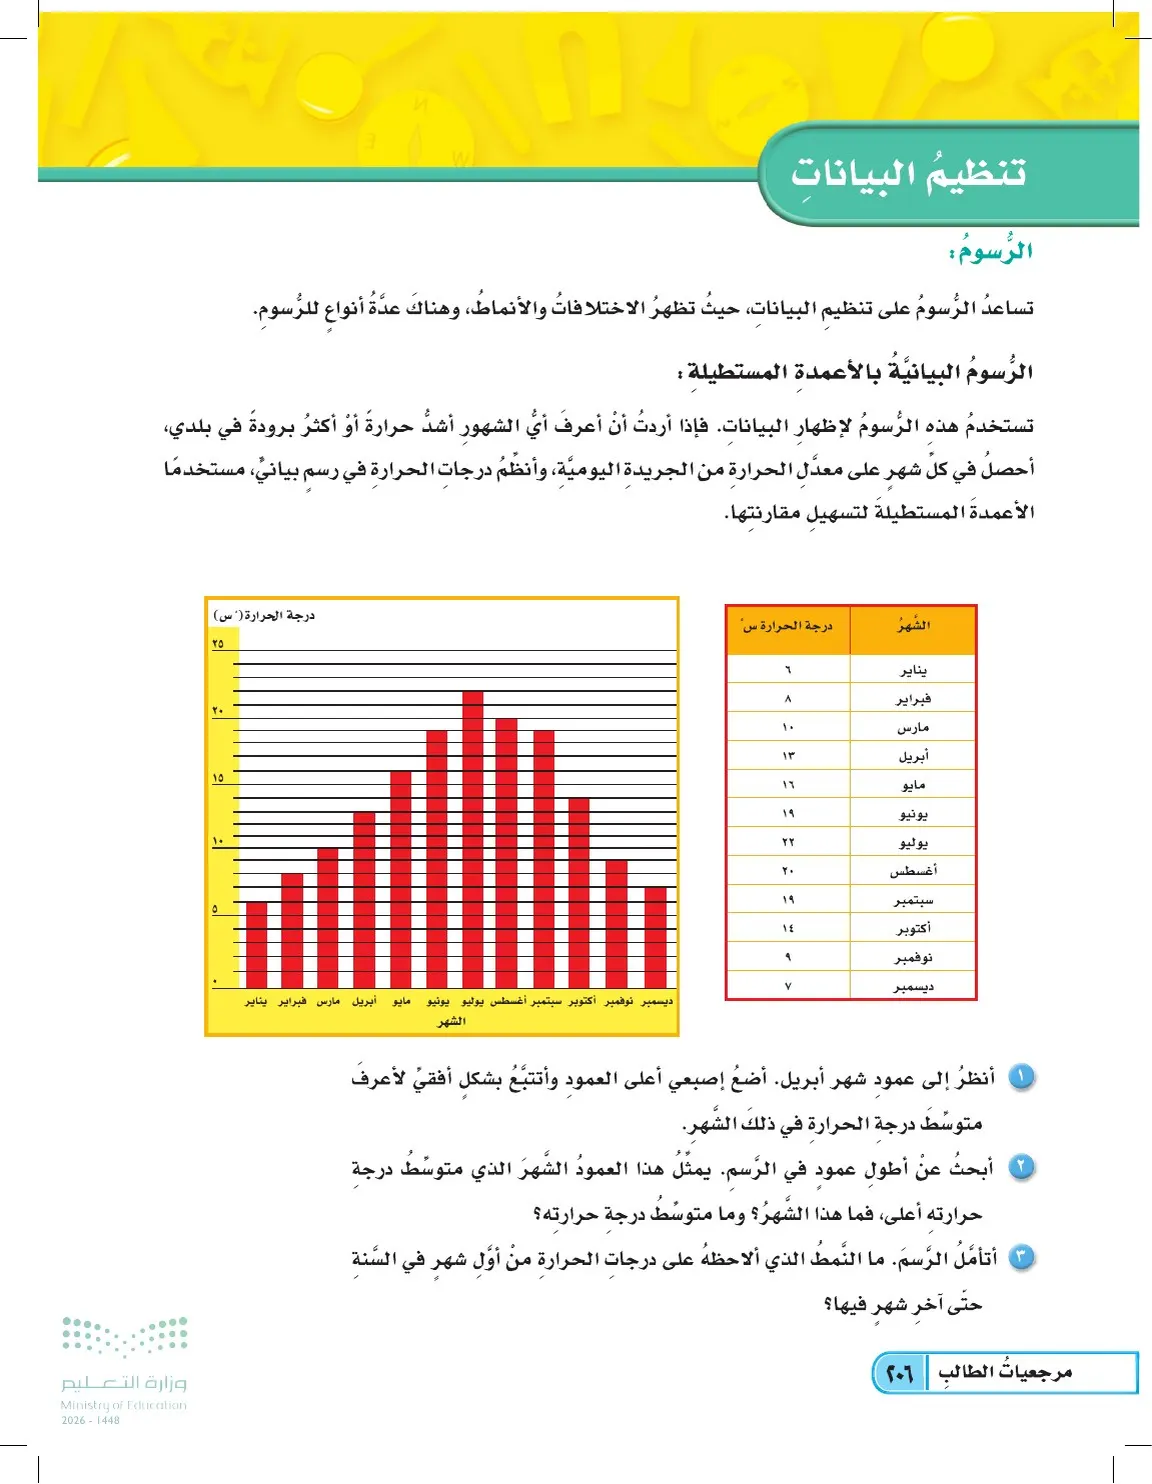 تنظيمُ البياناتِ
الرُّسومُ:
تساعدُ الرُّسومُ على تنظيمِ البياناتِ، حيثُ تظهرُ الاختلافاتُ والأنماطُ، وهناكَ عدَّةُ أنواعٍ للرُّسومِ.
الرُّسومُ البيانيَّةُ بالأعمدةِ المستطيلةِ:
تستخدمُ هذهِ الرُّسومُ لإظهارِ البياناتِ. فإذا أردتُ أنْ أعرفَ أيُّ الشهورِ أشدُّ حرارةً أوْ أكثرُ برودةً في بلدي،
أحصلُ في كلِّ شهرٍ على معدَّلِ الحرارةِ من الجريدةِ اليوميَّةِ، وأنظِّمُ درجاتِ الحرارةِ في رسمٍ بيانيٍّ، مستخدمًا
الأعمدةَ المستطيلةَ لتسهيلِ مقارنتِها.
الشَّهرُ درجة الحرارة سْ
يناير ٦
فبراير ٨
مارس ١٠
أبريل ١٣
مايو ١٦
يونيو ١٩
يوليو ٢٢
أغسطس ٢٠
سبتمبر ١٩
أكتوبر ١٤
نوفمبر ٩
ديسمبر ٧
درجة الحرارة (ْ س)
٢٥
٢٠
١٥
١٠
٥
٠
يناير فبراير مارس أبريل مايو يونيو يوليو أغسطس سبتمبر أكتوبر نوفمبر ديسمبر
الشهر
١ أنظرُ إلى عمودِ شهر أبريل. أضعُ إصبعي أعلى العمودِ وأتتبَّعُ بشكلٍ أفقيٍّ لأعرفَ
متوسِّطَ درجةِ الحرارةِ في ذلكَ الشَّهرِ.
٢ أبحثُ عنْ أطولِ عمودٍ في الرَّسمِ. يمثِّلُ هذا العمودُ الشَّهرَ الذي متوسِّطُ درجةِ
حرارتهِ أعلى، فما هذا الشَّهرُ؟ وما متوسِّطُ درجةِ حرارتِه؟
٣ أتأمَّلُ الرَّسمَ. ما النَّمطُ الذي ألاحظهُ على درجاتِ الحرارةِ منْ أوَّلِ شهرٍ في السَّنةِ
حتّى آخرِ شهرٍ فيها؟
مرجعياتُ الطالبِ ٢٠٦
وزارة التعليم
Ministry of Education
2026 - 1448